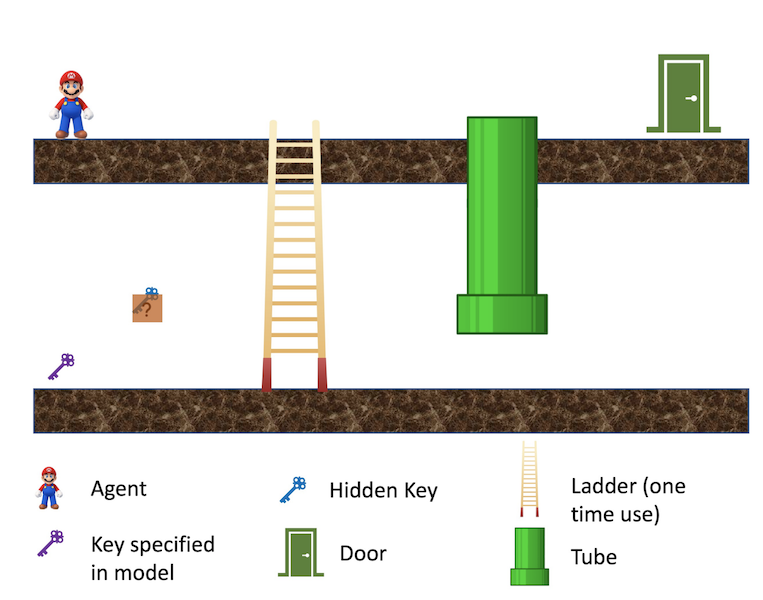 ?
Agent
Hidden Key
Ladder (one
time use)
Key specified
in model
Door
Tube